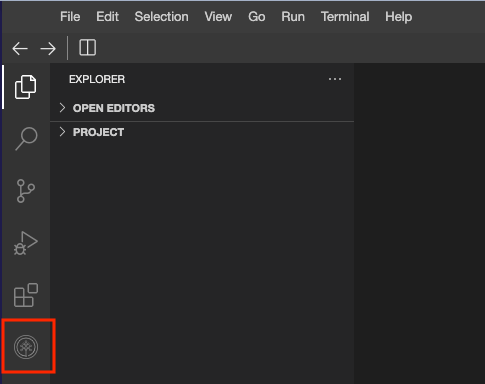 File Edit Selection View Go Run Terminal Help
EXPLORER
OPEN EDITORS
PROJECT